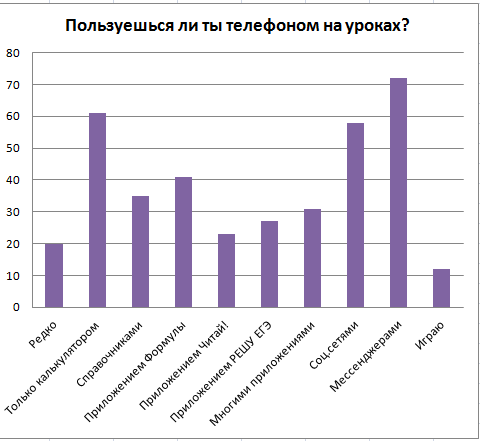 Пользуешься ли ты телефоном на уроках?
80
70
60
50
40
30
20
10
0
Редко
Только калькулятором
Справочниками
Приложением Формулы
Приложением Читай!
Приложением РЕШУ ЕГЭ
Многими приложениями
Соц.сетями
Мессенджерами
Играю